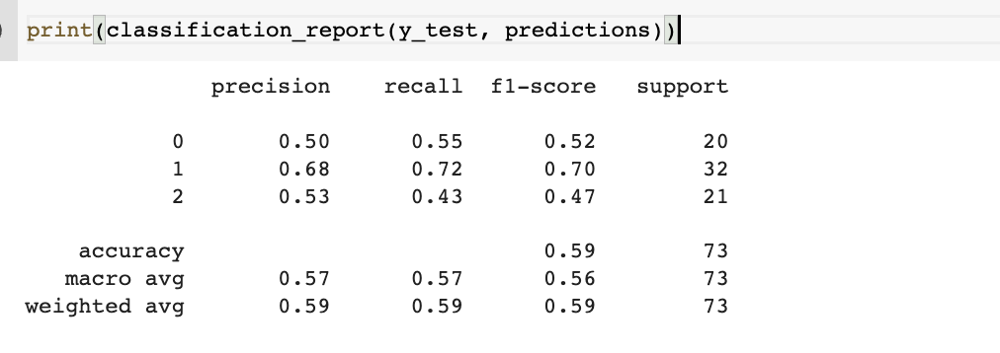 print(classification_report(y_test, predictions))
precision recall f1-score support
0 0.50 0.55 0.52 20
1 0.68 0.72 0.70 32
2 0.53 0.43 0.47 21
accuracy 0.59 73
macro avg 0.57 0.57 0.56 73
weighted avg 0.59 0.59 0.59 73